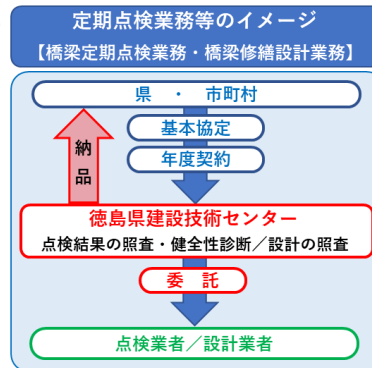 定期点検業務等のイメージ
【橋梁定期点検業務・橋梁修繕設計業務】
県　・　市町村
基本協定
年度契約
納品
徳島県建設技術センター
点検結果の照査・健全性診断／設計の照査
委　託
点検業者／設計業者